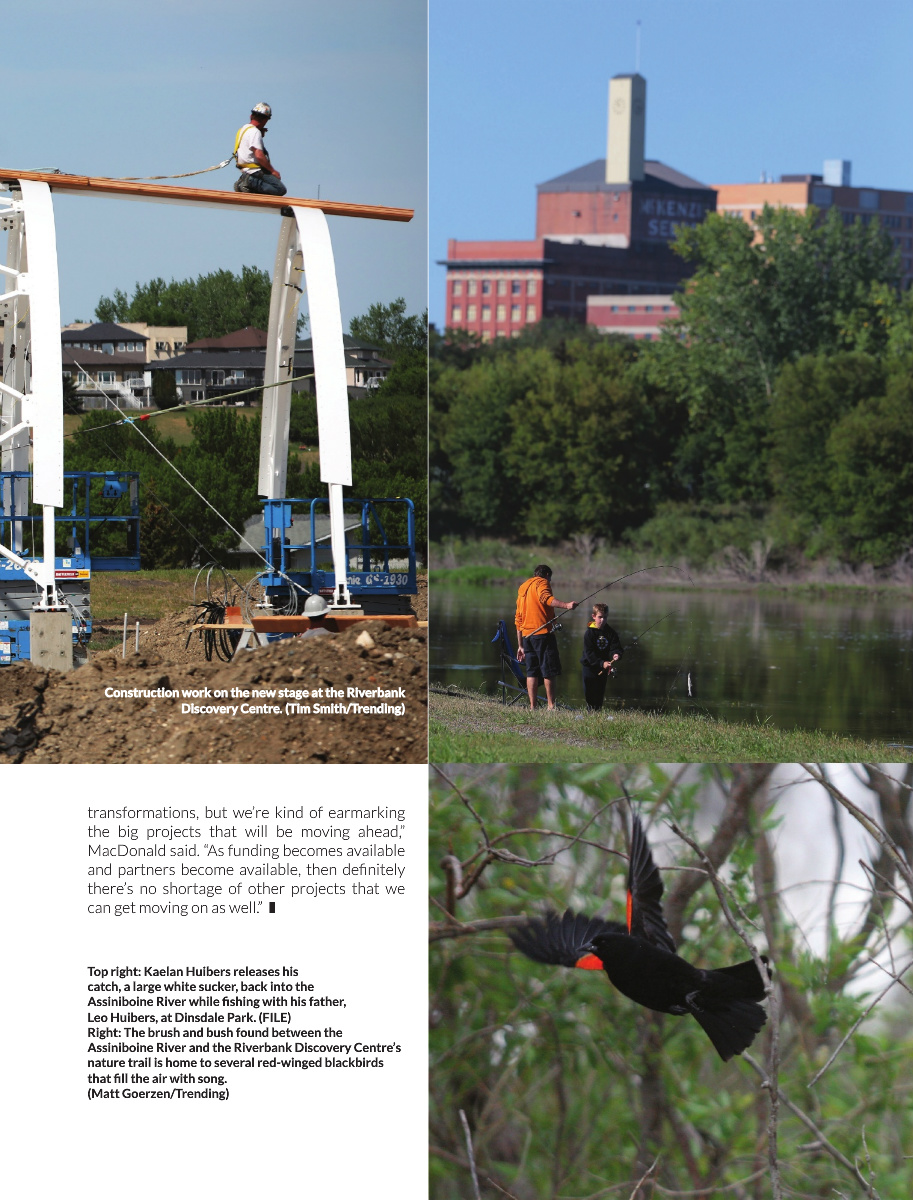 MCKENZIE
SE
GS-1930
Construction work on the new stage at the Riverbank
Discovery Centre. (Tim Smith/Trending)
transformations, but we’re kind of earmarking
the big projects that will be moving ahead,”
MacDonald said. “As funding becomes available
and partners become available, then definitely
there’s no shortage of other projects that we
can get moving on as well.”
Top right: Kaelan Huibers releases his
catch, a large white sucker, back into the
Assiniboine River while fishing with his father,
Leo Huibers, at Dinsdale Park. (FILE)
Right: The brush and bush found between the
Assiniboine River and the Riverbank Discovery Centre’s
nature trail is home to several red-winged blackbirds
that fill the air with song.
(Matt Goerzen/Trending)